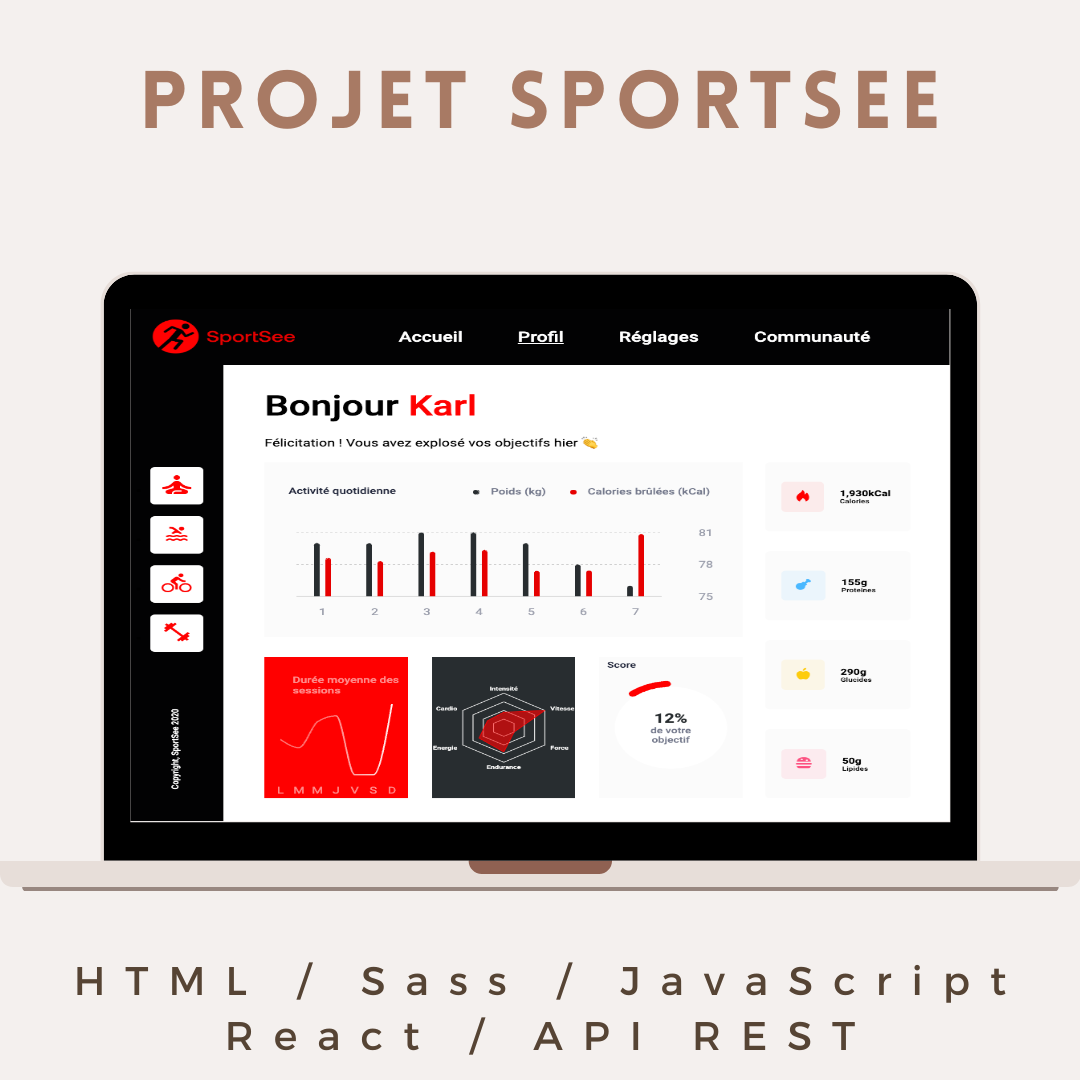 PROJET SPORTSEE
SportSee
Accueil Profil Réglages Communauté
Bonjour Karl
Félicitation ! Vous avez explosé vos objectifs hier 👏
Activité quotidienne
Poids (kg) Calories brûlées (kCal)
81
78
75
1 2 3 4 5 6 7
1,930kCal
Calories
155g
Proteines
290g
Glucides
50g
Lipides
Durée moyenne des
sessions
L M M J V S D
Intensité
Cardio Vitesse
Energie Force
Endurance
Score
12%
de votre
objectif
Copyright, SportSee 2020
HTML / Sass / JavaScript
React / API REST